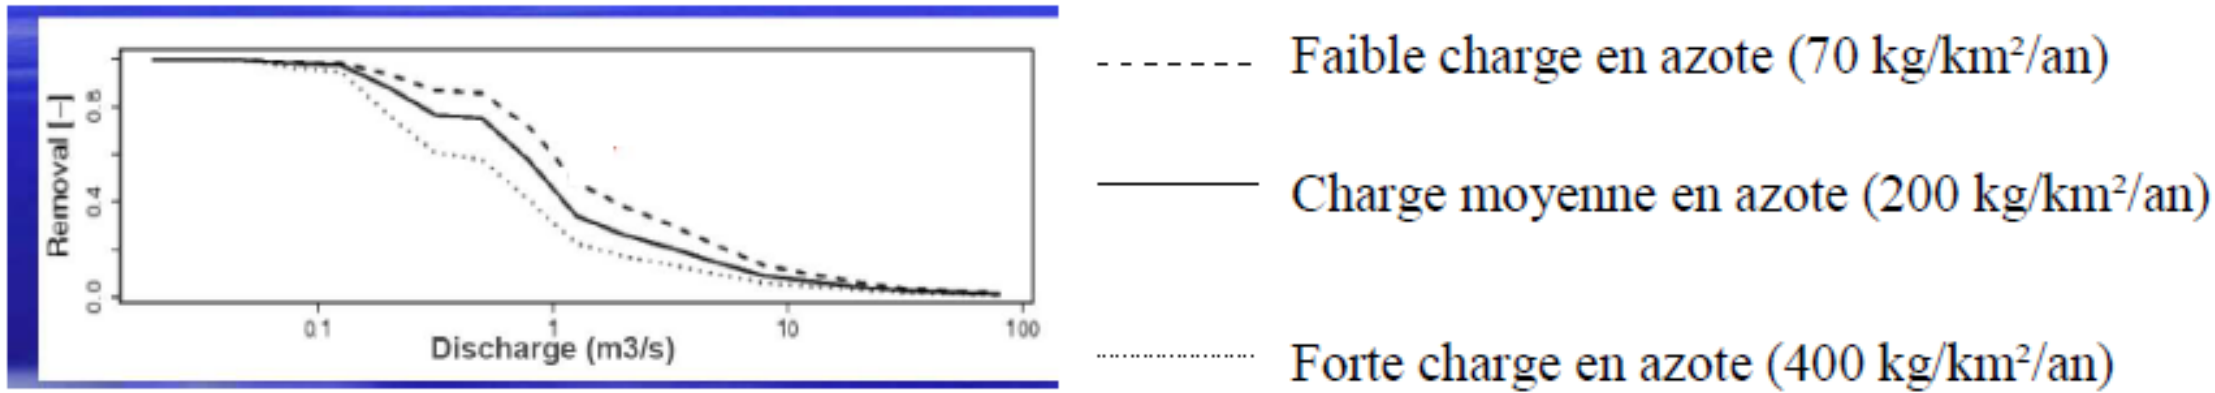 Removal [–]
0.8
0.4
0.0
0.1
1
10
100
Discharge (m3/s)
Faible charge en azote (70 kg/km²/an)
Charge moyenne en azote (200 kg/km²/an)
Forte charge en azote (400 kg/km²/an)